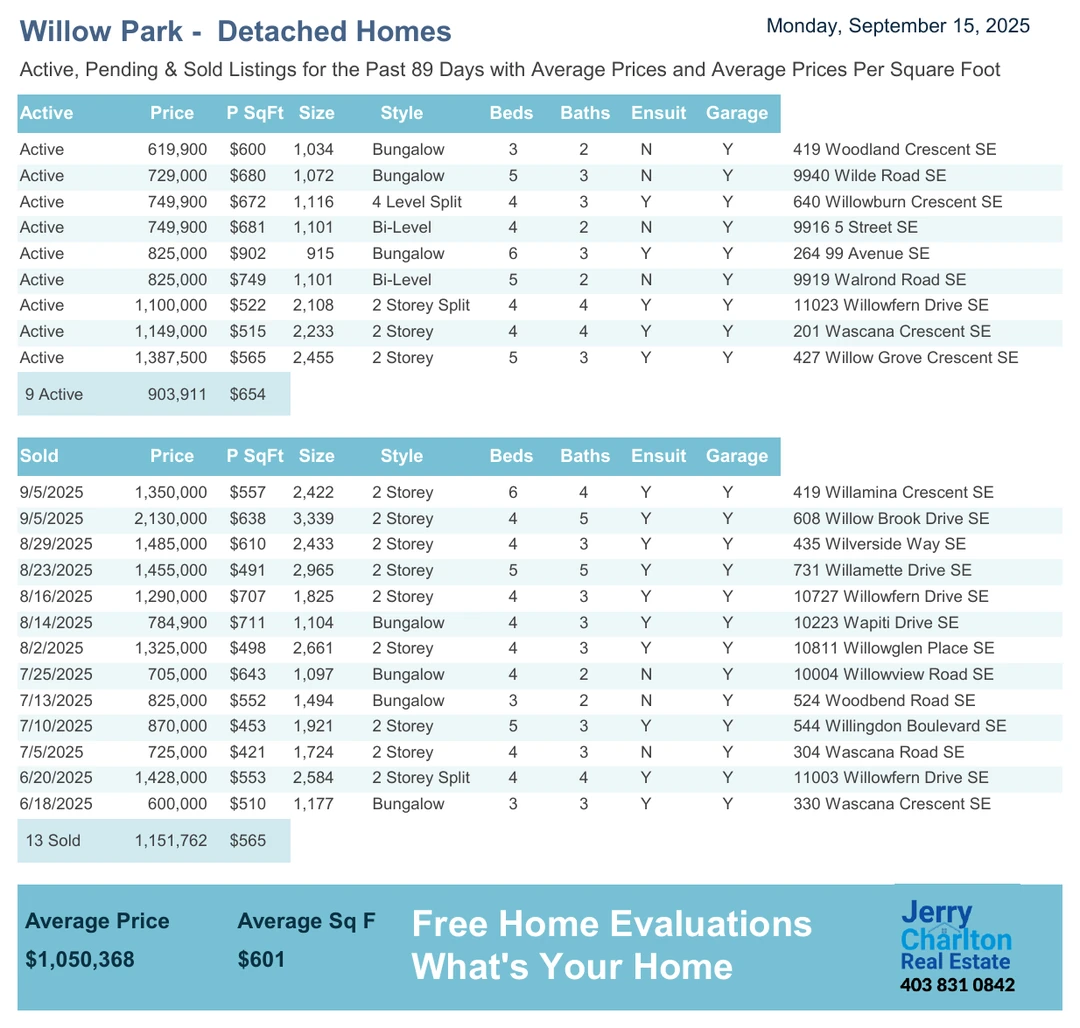 Willow Park -  Detached Homes
Monday, September 15, 2025
Active, Pending & Sold Listings for the Past 89 Days with Average Prices and Average Prices Per Square Foot
Active Price P SqFt Size Style Beds Baths Ensuit Garage
Active 619,900 $600 1,034 Bungalow 3 2 N Y 419 Woodland Crescent SE
Active 729,000 $680 1,072 Bungalow 5 3 N Y 9940 Wilde Road SE
Active 749,900 $672 1,116 4 Level Split 4 3 Y Y 640 Willowburn Crescent SE
Active 749,900 $681 1,101 Bi-Level 4 2 N Y 9916 5 Street SE
Active 825,000 $902 915 Bungalow 6 3 Y Y 264 99 Avenue SE
Active 825,000 $749 1,101 Bi-Level 5 2 N Y 9919 Walrond Road SE
Active 1,100,000 $522 2,108 2 Storey Split 4 4 Y Y 11023 Willowfern Drive SE
Active 1,149,000 $515 2,233 2 Storey 4 4 Y Y 201 Wascana Crescent SE
Active 1,387,500 $565 2,455 2 Storey 5 3 Y Y 427 Willow Grove Crescent SE
9 Active 903,911 $654
Sold Price P SqFt Size Style Beds Baths Ensuit Garage
9/5/2025 1,350,000 $557 2,422 2 Storey 6 4 Y Y 419 Willamina Crescent SE
9/5/2025 2,130,000 $638 3,339 2 Storey 4 5 Y Y 608 Willow Brook Drive SE
8/29/2025 1,485,000 $610 2,433 2 Storey 4 3 Y Y 435 Wilverside Way SE
8/23/2025 1,455,000 $491 2,965 2 Storey 5 5 Y Y 731 Willamette Drive SE
8/16/2025 1,290,000 $707 1,825 2 Storey 4 3 Y Y 10727 Willowfern Drive SE
8/14/2025 784,900 $711 1,104 Bungalow 4 3 Y Y 10223 Wapiti Drive SE
8/2/2025 1,325,000 $498 2,661 2 Storey 4 3 Y Y 10811 Willowglen Place SE
7/25/2025 705,000 $643 1,097 Bungalow 4 2 N Y 10004 Willowview Road SE
7/13/2025 825,000 $552 1,494 Bungalow 3 2 N Y 524 Woodbend Road SE
7/10/2025 870,000 $453 1,921 2 Storey 5 3 Y Y 544 Willingdon Boulevard SE
7/5/2025 725,000 $421 1,724 2 Storey 4 3 N Y 304 Wascana Road SE
6/20/2025 1,428,000 $553 2,584 2 Storey Split 4 4 Y Y 11003 Willowfern Drive SE
6/18/2025 600,000 $510 1,177 Bungalow 3 3 Y Y 330 Wascana Crescent SE
13 Sold 1,151,762 $565
Average Price Average Sq F
$1,050,368 $601
Free Home Evaluations
What's Your Home
Jerry
Charlton
Real Estate
403 831 0842